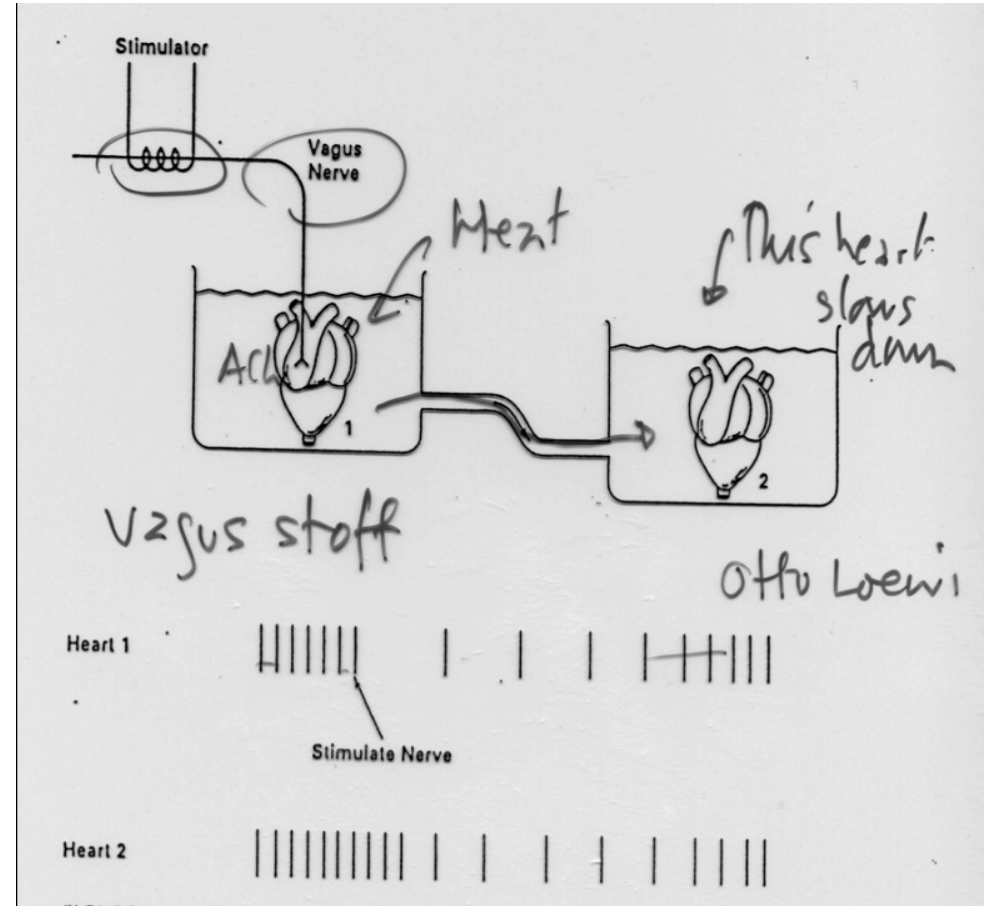 Stimulator
Vagus
Nerve
This heart
slows
down
ACh
1
2
Vagus stoff
Otto Loewi
Heart 1
Stimulate Nerve
Heart 2